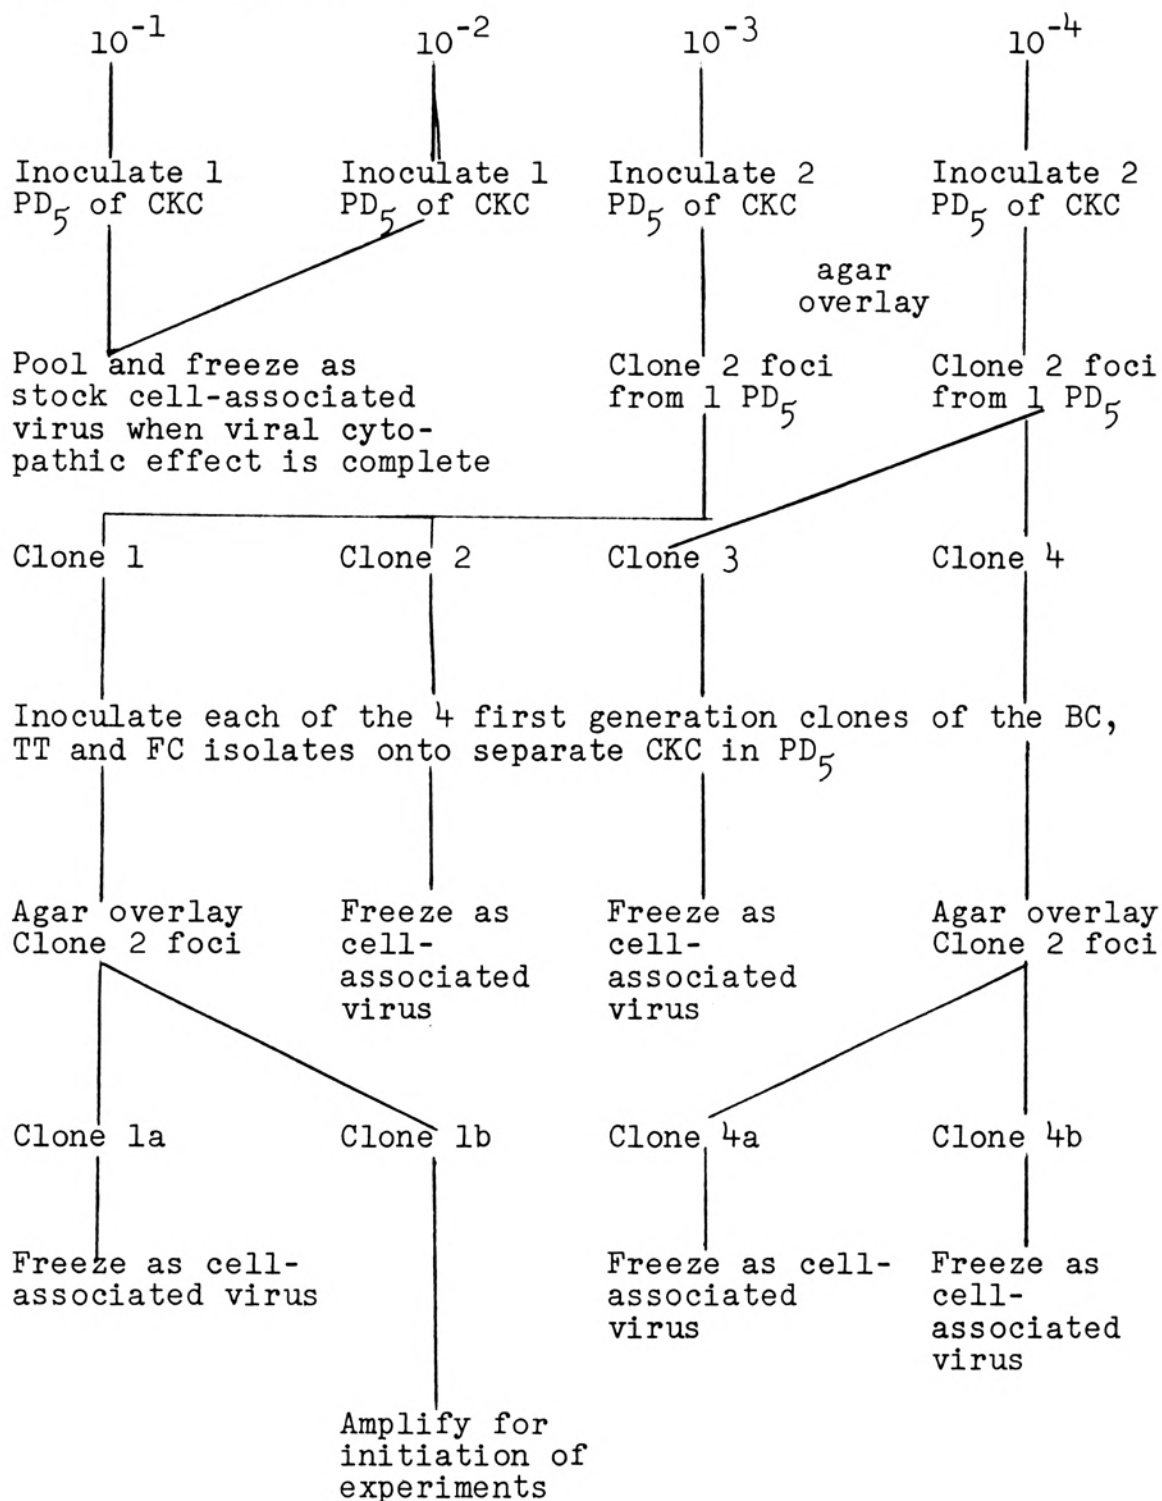 10-1
10-2
10-3
10-4
Inoculate 1
PD5 of CKC
Inoculate 1
PD5 of CKC
Inoculate 2
PD5 of CKC
Inoculate 2
PD5 of CKC
agar
overlay
Pool and freeze as
stock cell-associated
virus when viral cyto-
pathic effect is complete
Clone 2 foci
from 1 PD5
Clone 2 foci
from 1 PD5
Clone 1
Clone 2
Clone 3
Clone 4
Inoculate each of the 4 first generation clones of the BC,
TT and FC isolates onto separate CKC in PD5
Agar overlay
Clone 2 foci
Freeze as
cell-
associated
virus
Freeze as
cell-
associated
virus
Agar overlay
Clone 2 foci
Clone 1a
Clone 1b
Clone 4a
Clone 4b
Freeze as cell-
associated virus
Amplify for
initiation of
experiments
Freeze as cell-
associated
virus
Freeze as
cell-
associated
virus